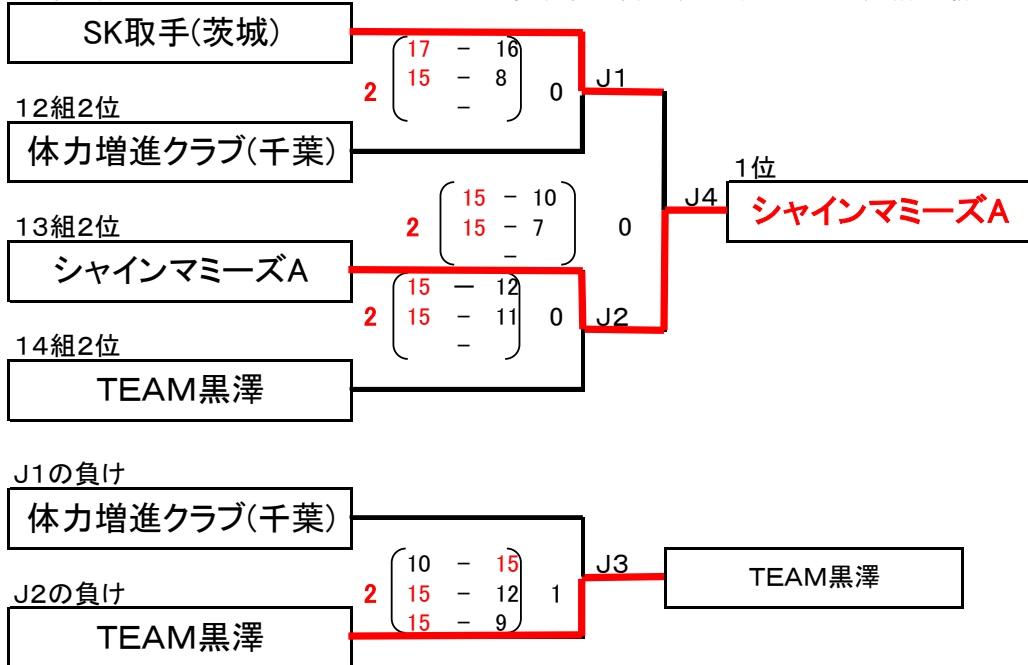 SK取手(茨城)
17 - 16
2 15 - 8 0 J1
-
12組2位
体力増進クラブ(千葉)
1位
J4 シャインマミーズA
15 - 10
2 15 - 7 0
-
13組2位
シャインマミーズA
15 - 12
2 15 - 11 0 J2
-
14組2位
TEAM黒澤
J1の負け
体力増進クラブ(千葉)
10 - 15
2 15 - 12 1 J3
15 - 9
TEAM黒澤
J2の負け
TEAM黒澤